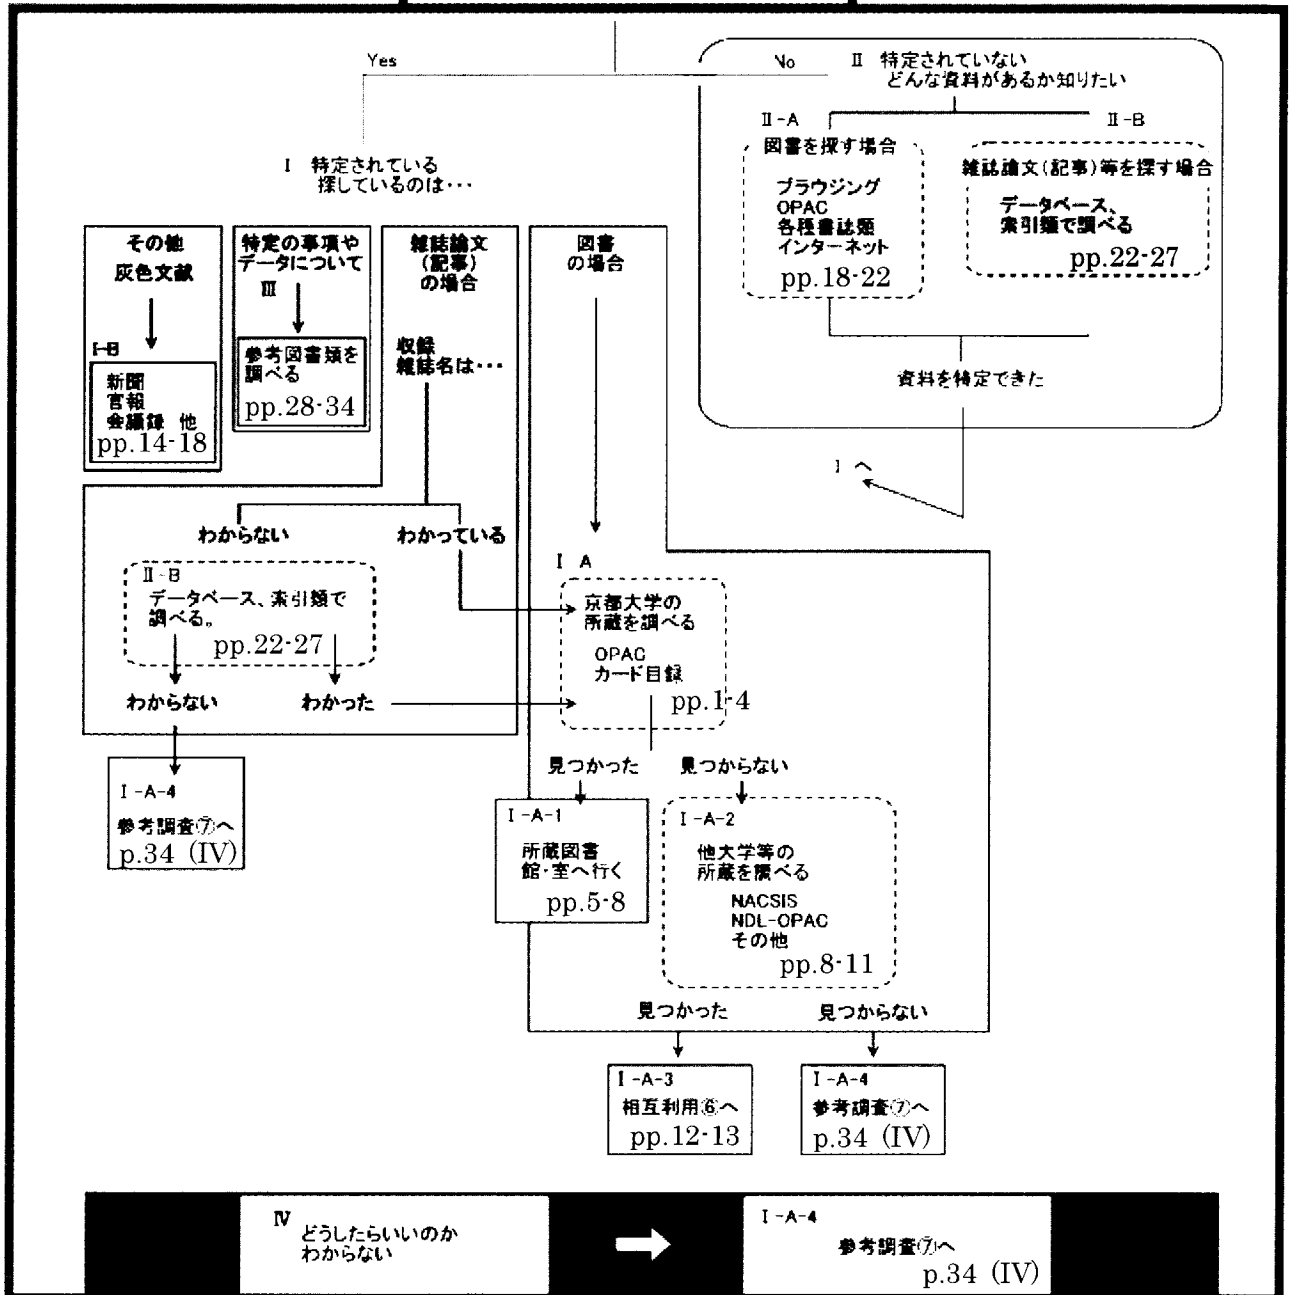 Yes
No
Ⅱ 特定されていない
どんな資料があるか知りたい
Ⅱ-A
図書を探す場合
ブラウジング
OPAC
各種書誌類
インターネット
pp.18-22
Ⅱ-B
雑誌論文(記事)等を探す場合
データベース、
索引類で調べる
pp.22-27
資料を特定できた
Ⅰ へ
Ⅰ 特定されている
探しているのは・・・
その他
灰色文献
Ⅰ-B
新聞
官報
会議録 他
pp.14-18
特定の事項や
データについて
Ⅲ
参考図書類を
調べる
pp.28-34
雑誌論文
(記事)
の場合
収録
雑誌名は・・・
わからない
わかっている
Ⅱ-B
データベース、索引類で
調べる。
pp.22-27
わからない
わかった
Ⅰ-A-4
参考調査⑦へ
p.34 (IV)
図書
の場合
Ⅰ A
京都大学の
所蔵を調べる
OPAC
カード目録
pp.1-4
見つかった
見つからない
Ⅰ-A-1
所蔵図書
館・室へ行く
pp.5-8
Ⅰ-A-2
他大学等の
所蔵を調べる
NACSIS
NDL-OPAC
その他
pp.8-11
見つかった
見つからない
Ⅰ-A-3
相互利用⑥へ
pp.12-13
Ⅰ-A-4
参考調査⑦へ
p.34 (IV)
Ⅳ
どうしたらいいのか
わからない
Ⅰ-A-4
参考調査⑦へ
p.34 (IV)